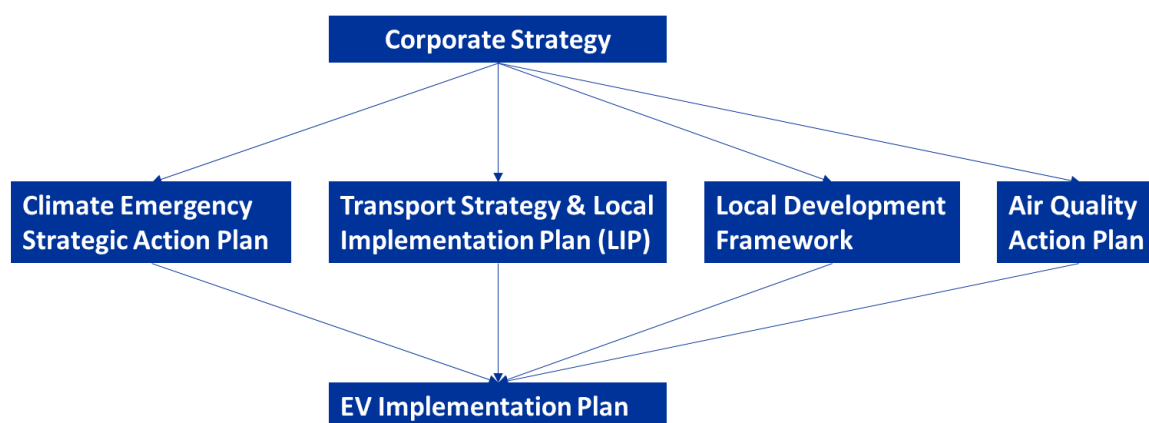 Corporate Strategy
Climate Emergency
Strategic Action Plan
Transport Strategy & Local
Implementation Plan (LIP)
Local Development
Framework
Air Quality
Action Plan
EV Implementation Plan